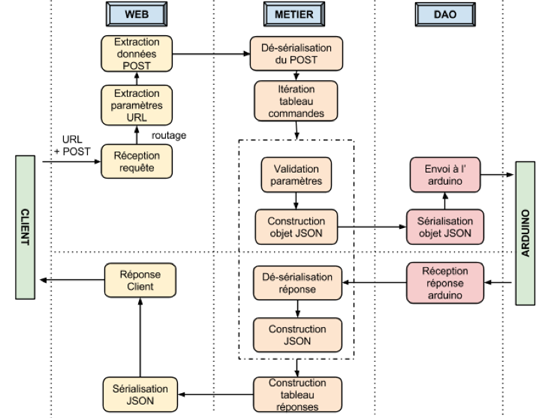 WEB
METIER
DAO
Extraction
données
POST
Dé-sérialisation
du POST
Extraction
paramètres
URL
Itération
tableau
commandes
URL
+ POST
routage
Réception
requête
Validation
paramètres
Envoi à l'
arduino
Construction
objet JSON
Sérialisation
objet JSON
CLIENT
ARDUINO
Réponse
Client
Dé-sérialisation
réponse
Réception
réponse
arduino
Construction
JSON
Sérialisation
JSON
Construction
tableau
réponses